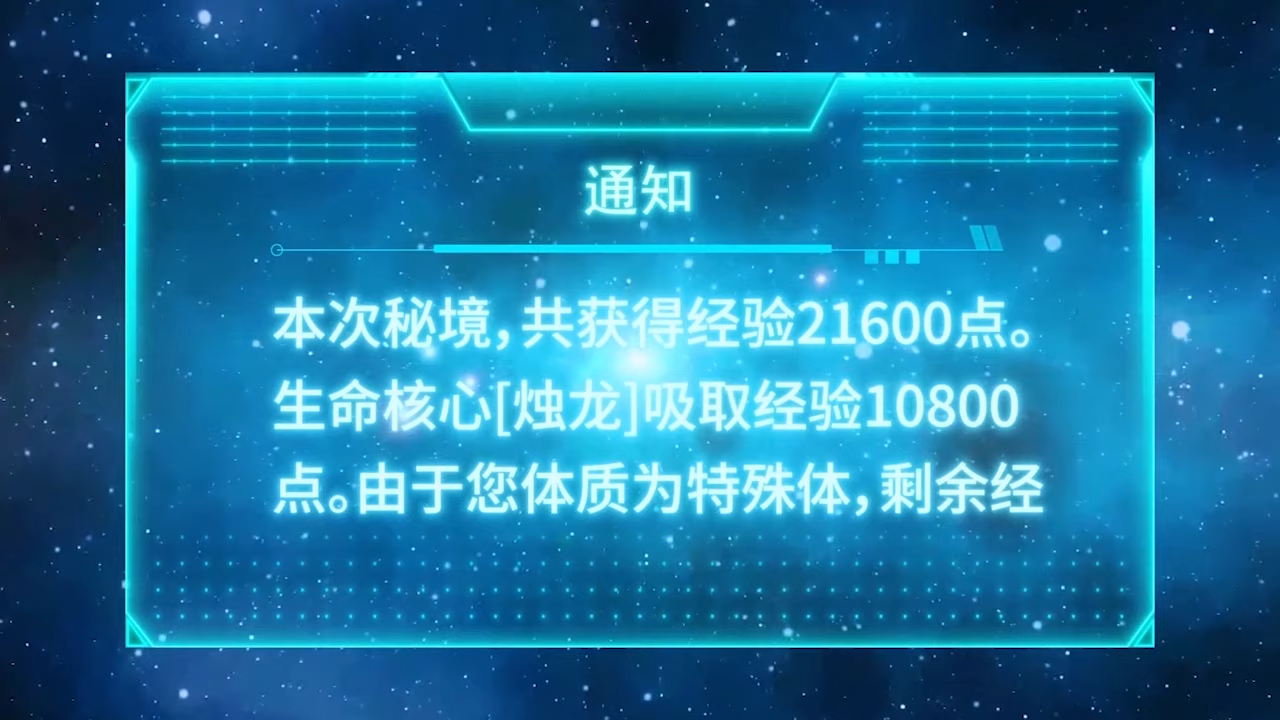 通知
本次秘境，共获得经验21600点。
生命核心[烛龙]吸取经验10800
点。由于您体质为特殊体，剩余经